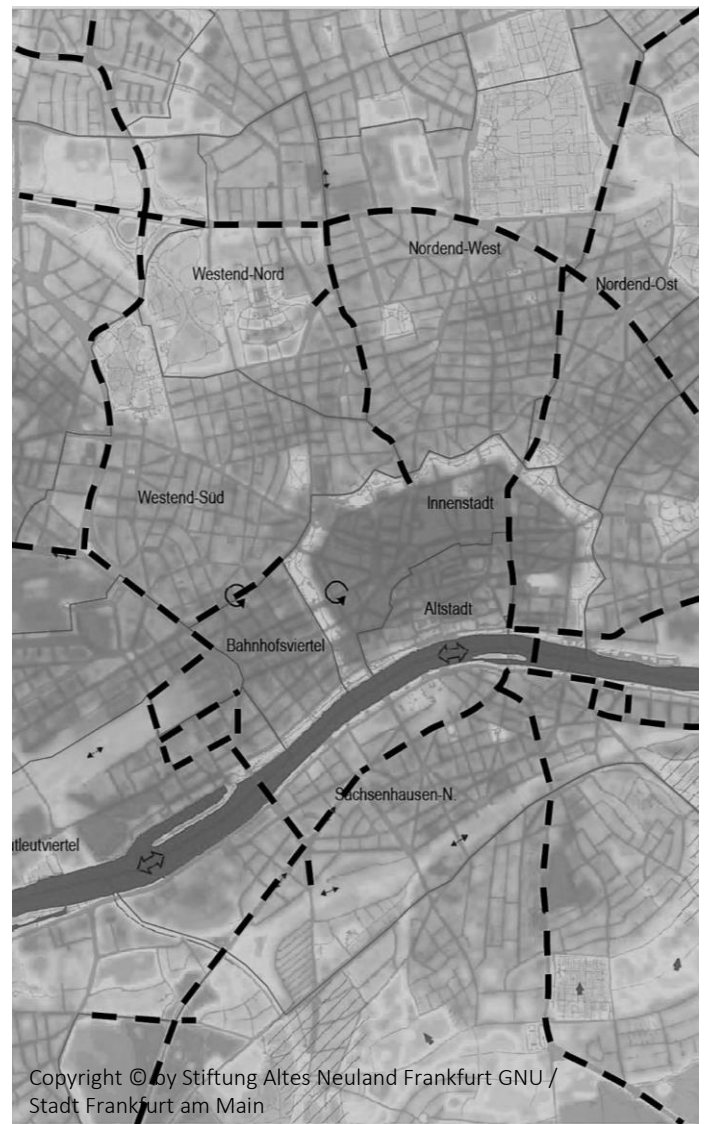 Nordend-West
Westend-Nord
Nordend-Ost
Westend-Süd
Innenstadt
Altstadt
Bahnhofsviertel
Sachsenhausen-N.
tleutviertel
Copyright © by Stiftung Altes Neuland Frankfurt GNU /
Stadt Frankfurt am Main